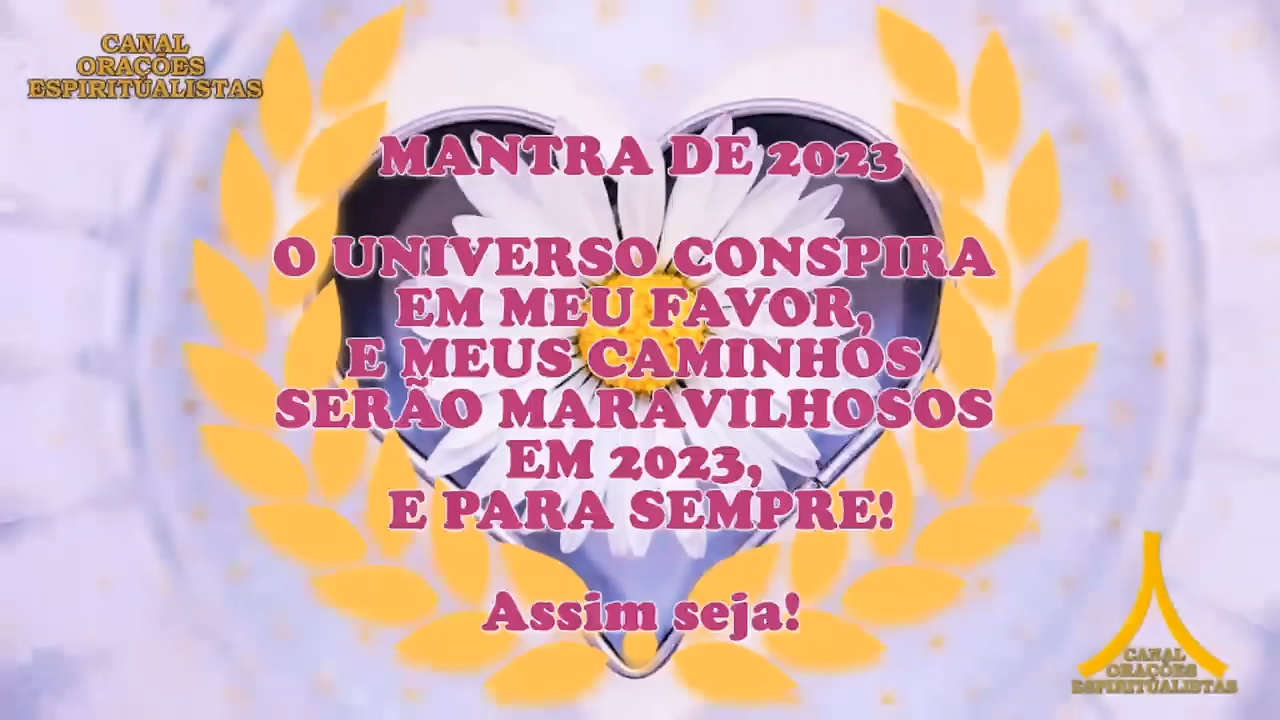 CANAL
ORAÇÕES
ESPIRITUALISTAS
MANTRA DE 2023
O UNIVERSO CONSPIRA
EM MEU FAVOR,
E MEUS CAMINHOS
SERÃO MARAVILHOSOS
EM 2023,
E PARA SEMPRE!
Assim seja!
CANAL
ORAÇÕES
ESPIRITUALISTAS